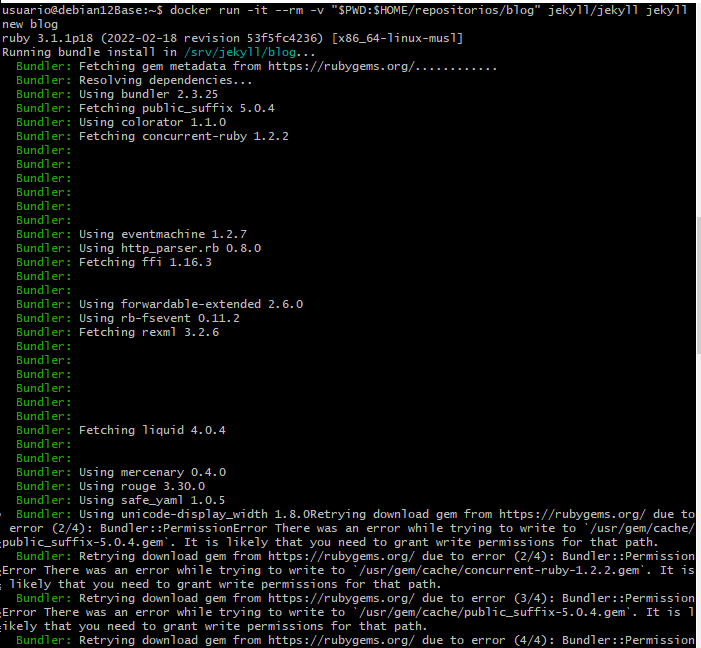 usuario@debian12Base:~$ docker run -it --rm -v "$PWD:$HOME/repositorios/blog" jekyll/jekyll jekyll
new blog
ruby 3.1.1p18 (2022-02-18 revision 53f5fc4236) [x86_64-linux-musl]
Running bundle install in /srv/jekyll/blog...
Bundler: Fetching gem metadata from https://rubygems.org/............
Bundler: Resolving dependencies...
Bundler: Using bundler 2.3.25
Bundler: Fetching public_suffix 5.0.4
Bundler: Using colorator 1.1.0
Bundler: Fetching concurrent-ruby 1.2.2
Bundler:
Bundler:
Bundler:
Bundler:
Bundler:
Bundler:
Bundler: Using eventmachine 1.2.7
Bundler: Using http_parser.rb 0.8.0
Bundler: Fetching ffi 1.16.3
Bundler:
Bundler:
Bundler: Using forwardable-extended 2.6.0
Bundler: Using rb-fsevent 0.11.2
Bundler: Fetching rexml 3.2.6
Bundler:
Bundler:
Bundler:
Bundler:
Bundler:
Bundler:
Bundler: Fetching liquid 4.0.4
Bundler:
Bundler:
Bundler: Using mercenary 0.4.0
Bundler: Using rouge 3.30.0
Bundler: Using safe_yaml 1.0.5
Bundler: Using unicode-display_width 1.8.0Retrying download gem from https://rubygems.org/ due to
error (2/4): Bundler::PermissionError There was an error while trying to write to `/usr/gem/cache/
public_suffix-5.0.4.gem`. It is likely that you need to grant write permissions for that path.
Bundler: Retrying download gem from https://rubygems.org/ due to error (2/4): Bundler::Permission
Error There was an error while trying to write to `/usr/gem/cache/concurrent-ruby-1.2.2.gem`. It is
likely that you need to grant write permissions for that path.
Bundler: Retrying download gem from https://rubygems.org/ due to error (3/4): Bundler::Permission
Error There was an error while trying to write to `/usr/gem/cache/public_suffix-5.0.4.gem`. It is l
ikely that you need to grant write permissions for that path.
Bundler: Retrying download gem from https://rubygems.org/ due to error (4/4): Bundler::Permission